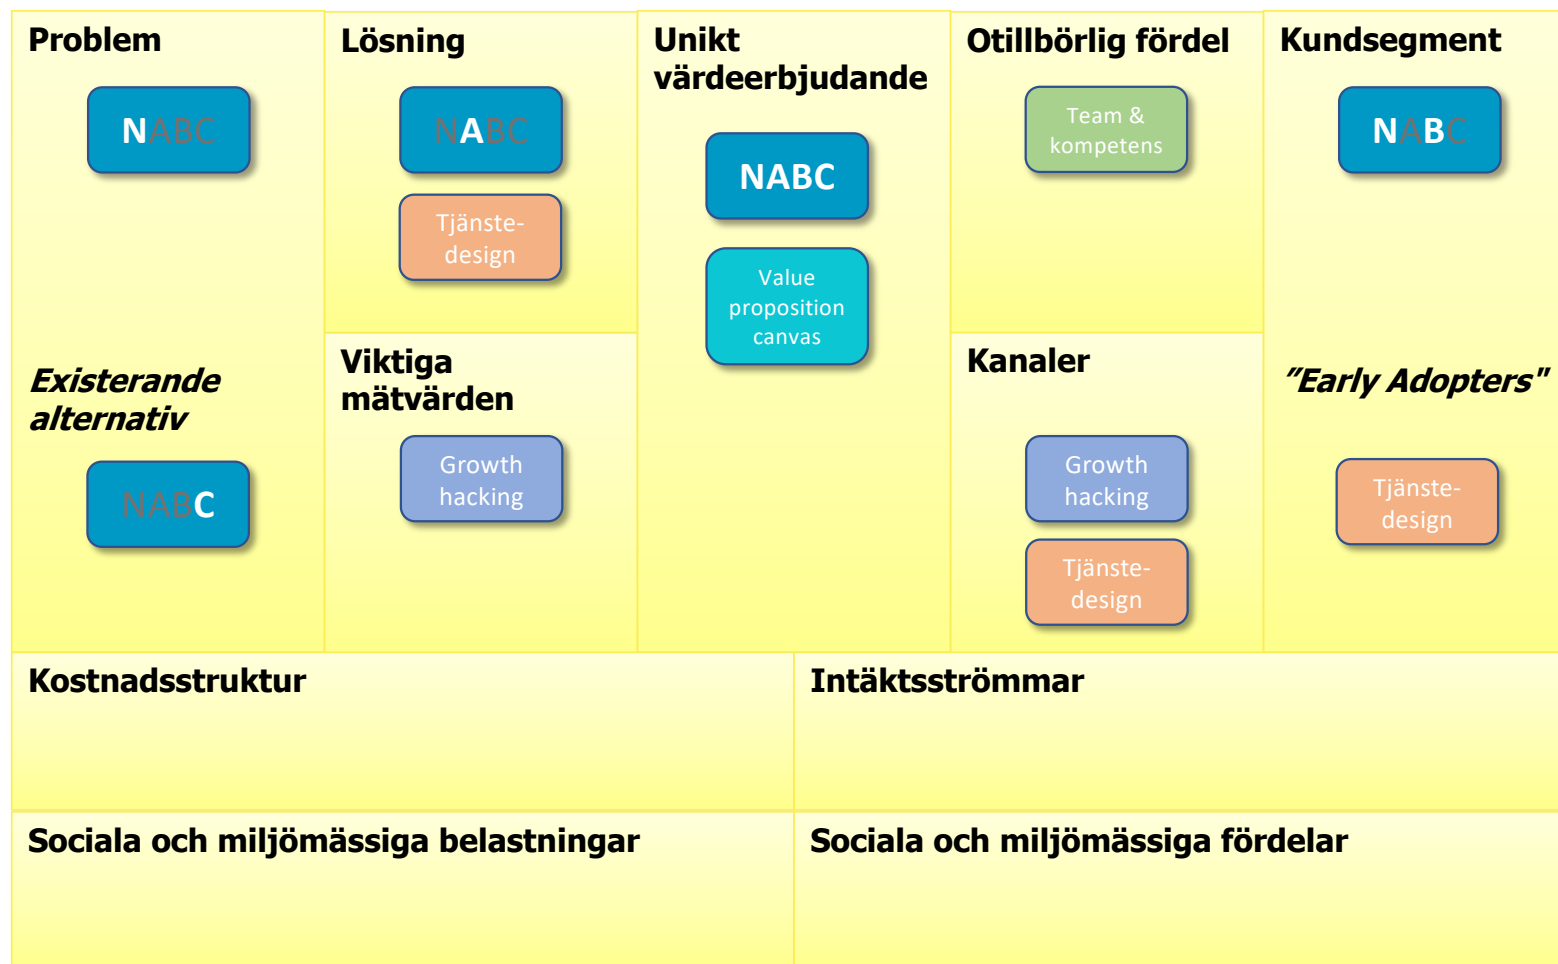 Problem
NABC
Existerande
alternativ
NABC
Lösning
NABC
Tjänste-
design
Viktiga
mätvärden
Growth
hacking
Unikt
värdeerbjudande
NABC
Value
proposition
canvas
Otillbörlig fördel
Team &
kompetens
Kanaler
Growth
hacking
Tjänste-
design
Kundsegment
NABC
”Early Adopters"
Tjänste-
design
Kostnadsstruktur
Intäktsströmmar
Sociala och miljömässiga belastningar
Sociala och miljömässiga fördelar